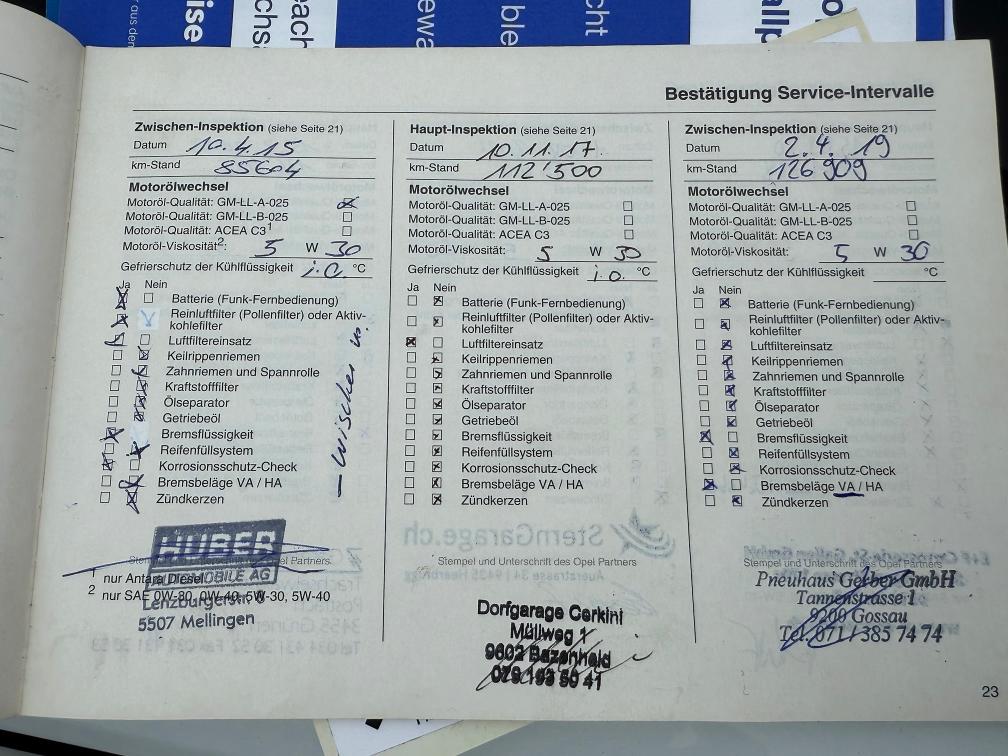 Bestätigung Service-Intervalle
Zwischen-Inspektion (siehe Seite 21)
Datum 10.4.15
km-Stand 85604
Motorölwechsel
Motoröl-Qualität: GM-LL-A-025
Motoröl-Qualität: GM-LL-B-025
Motoröl-Qualität: ACEA C3¹
Motoröl-Viskosität²: 5 W 30
Gefrierschutz der Kühlflüssigkeit i.o. °C
Ja Nein
Batterie (Funk-Fernbedienung)
Reinluftfilter (Pollenfilter) oder Aktiv-
kohlefilter
Luftfiltereinsatz
Keilrippenriemen
Zahnriemen und Spannrolle
Kraftstofffilter
Ölseparator
Getriebeöl
Bremsflüssigkeit
Reifenfüllsystem
Korrosionsschutz-Check
Bremsbeläge VA / HA
Zündkerzen
HUBER
AUTOMOBILE AG
Lenzburgerstr. 8
5507 Mellingen
¹ nur Antara Diesel
² nur SAE 0W-30, 0W-40, 5W-30, 5W-40
Haupt-Inspektion (siehe Seite 21)
Datum 10.11.17.
km-Stand 112'500
Motorölwechsel
Motoröl-Qualität: GM-LL-A-025
Motoröl-Qualität: GM-LL-B-025
Motoröl-Qualität: ACEA C3
Motoröl-Viskosität: 5 W 30
Gefrierschutz der Kühlflüssigkeit i.o. °C
Ja Nein
Batterie (Funk-Fernbedienung)
Reinluftfilter (Pollenfilter) oder Aktiv-
kohlefilter
Luftfiltereinsatz
Keilrippenriemen
Zahnriemen und Spannrolle
Kraftstofffilter
Ölseparator
Getriebeöl
Bremsflüssigkeit
Reifenfüllsystem
Korrosionsschutz-Check
Bremsbeläge VA / HA
Zündkerzen
Stempel und Unterschrift des Opel Partners
Dorfgarage Cerkini
Müllweg 1
9602 Bazenheid
Zwischen-Inspektion (siehe Seite 21)
Datum 2.4.19
km-Stand 126'909
Motorölwechsel
Motoröl-Qualität: GM-LL-A-025
Motoröl-Qualität: GM-LL-B-025
Motoröl-Qualität: ACEA C3
Motoröl-Viskosität: 5 W 30
Gefrierschutz der Kühlflüssigkeit °C
Ja Nein
Batterie (Funk-Fernbedienung)
Reinluftfilter (Pollenfilter) oder Aktiv-
kohlefilter
Luftfiltereinsatz
Keilrippenriemen
Zahnriemen und Spannrolle
Kraftstofffilter
Ölseparator
Getriebeöl
Bremsflüssigkeit
Reifenfüllsystem
Korrosionsschutz-Check
Bremsbeläge VA / HA
Zündkerzen
Stempel und Unterschrift des Opel Partners
Pneuhaus Gerber GmbH
Tannenstrasse 1
9200 Gossau
Tel. 071 / 385 74 74
23